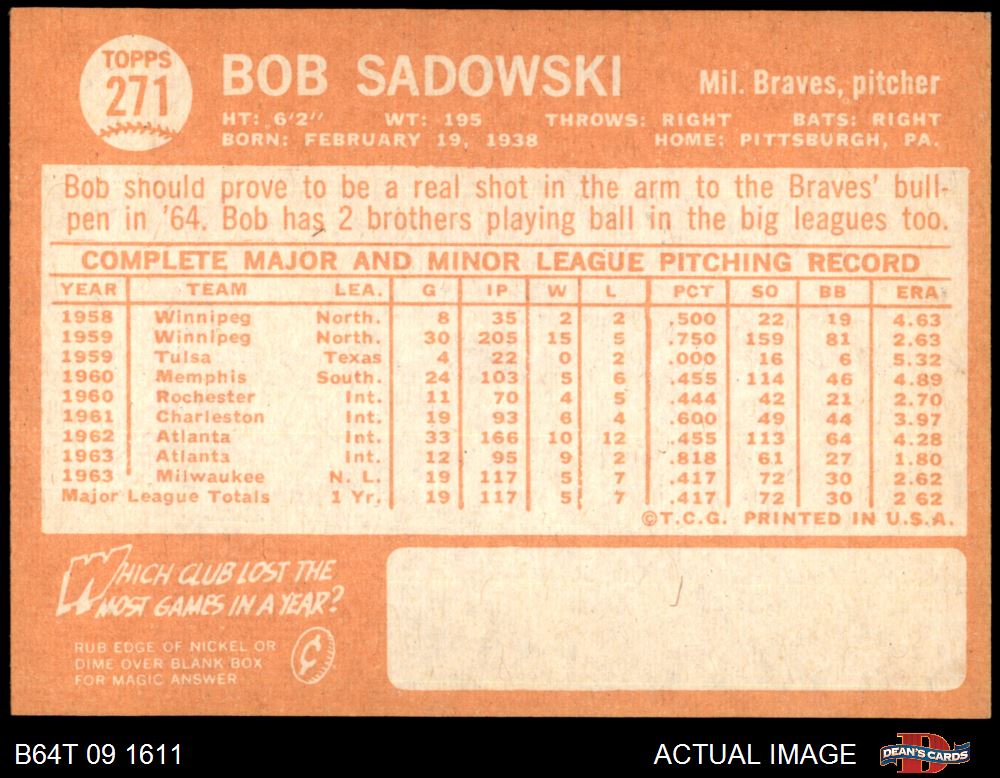 TOPPS
271
BOB SADOWSKI
Mil. Braves, pitcher
HT: 6'2" WT: 195 THROWS: RIGHT BATS: RIGHT
BORN: FEBRUARY 19, 1938 HOME: PITTSBURGH, PA.
Bob should prove to be a real shot in the arm to the Braves' bull-
pen in '64. Bob has 2 brothers playing ball in the big leagues too.
COMPLETE MAJOR AND MINOR LEAGUE PITCHING RECORD
YEAR TEAM LEA. G IP W L PCT SO BB ERA
1958 Winnipeg North. 8 35 2 2 .500 22 19 4.63
1959 Winnipeg North. 30 205 15 5 .750 159 81 2.63
1959 Tulsa Texas 4 22 0 2 .000 16 6 5.32
1960 Memphis South. 24 103 5 6 .455 114 46 4.89
1960 Rochester Int. 11 70 4 5 .444 42 21 2.70
1961 Charleston Int. 19 93 6 4 .600 49 44 3.97
1962 Atlanta Int. 33 166 10 12 .455 113 64 4.28
1963 Atlanta Int. 12 95 9 2 .818 61 27 1.80
1963 Milwaukee N. L. 19 117 5 7 .417 72 30 2.62
Major League Totals 1 Yr. 19 117 5 7 .417 72 30 2 62
©T.C.G. PRINTED IN U.S.A.
WHICH CLUB LOST THE
MOST GAMES IN A YEAR?
RUB EDGE OF NICKEL OR
DIME OVER BLANK BOX
FOR MAGIC ANSWER
¢
B64T 09 1611
ACTUAL IMAGE
D
DEAN'S CARDS